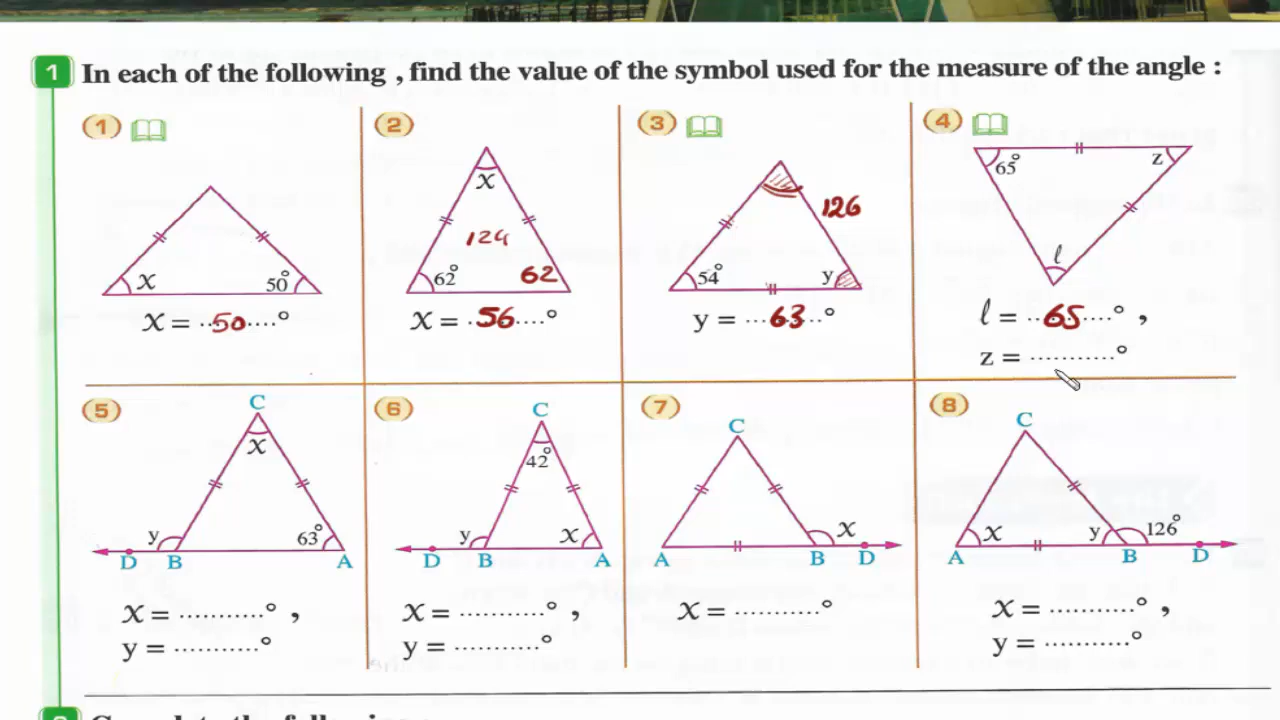 1 In each of the following , find the value of the symbol used for the measure of the angle :
(1)
x
50°
x = ..50....°
(2)
x
124
62°
62
x = .56....°
(3)
126
54°
y
y = ...63...°
(4)
65°
z
l
l = ..65.....° ,
z = ...........°
(5)
C
x
y
63°
D B A
x = ...........° ,
y = ...........°
(6)
C
42°
y
x
D B A
x = ...........° ,
y = ...........°
(7)
C
x
A B D
x = ...........°
(8)
C
x
y
126°
A B D
x = ...........° ,
y = ...........°